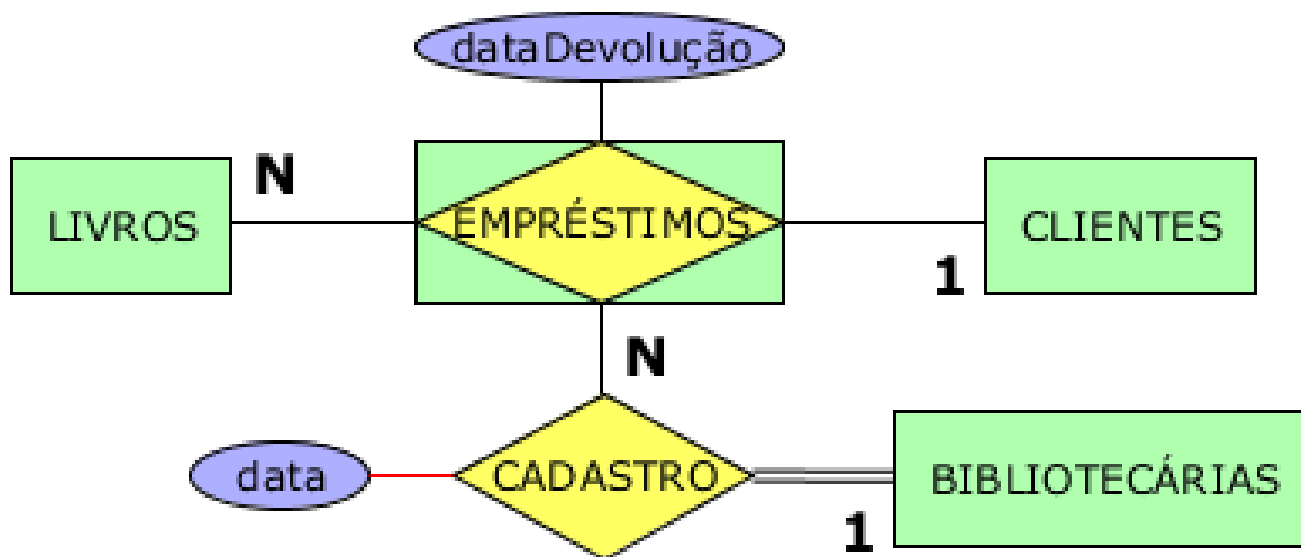 dataDevolução
LIVROS
N
EMPRÉSTIMOS
1
CLIENTES
N
data
CADASTRO
1
BIBLIOTECÁRIAS